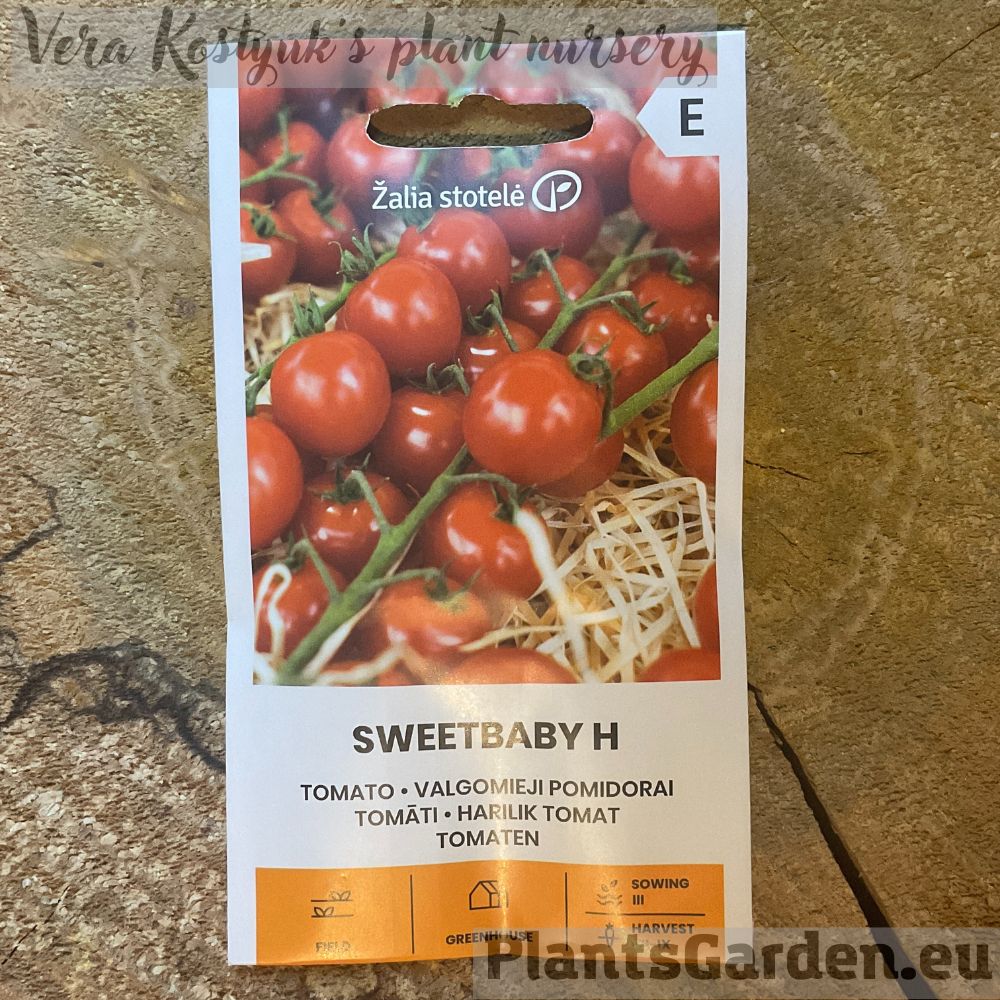 Vera Kostyuk's plant nursery
E
Žalia stotelė
SWEETBABY H
TOMATO • VALGOMIEJI POMIDORAI
TOMĀTI • HARILIK TOMAT
TOMATEN
FIELD
GREENHOUSE
SOWING
III
HARVEST
IX
PlantsGarden.eu